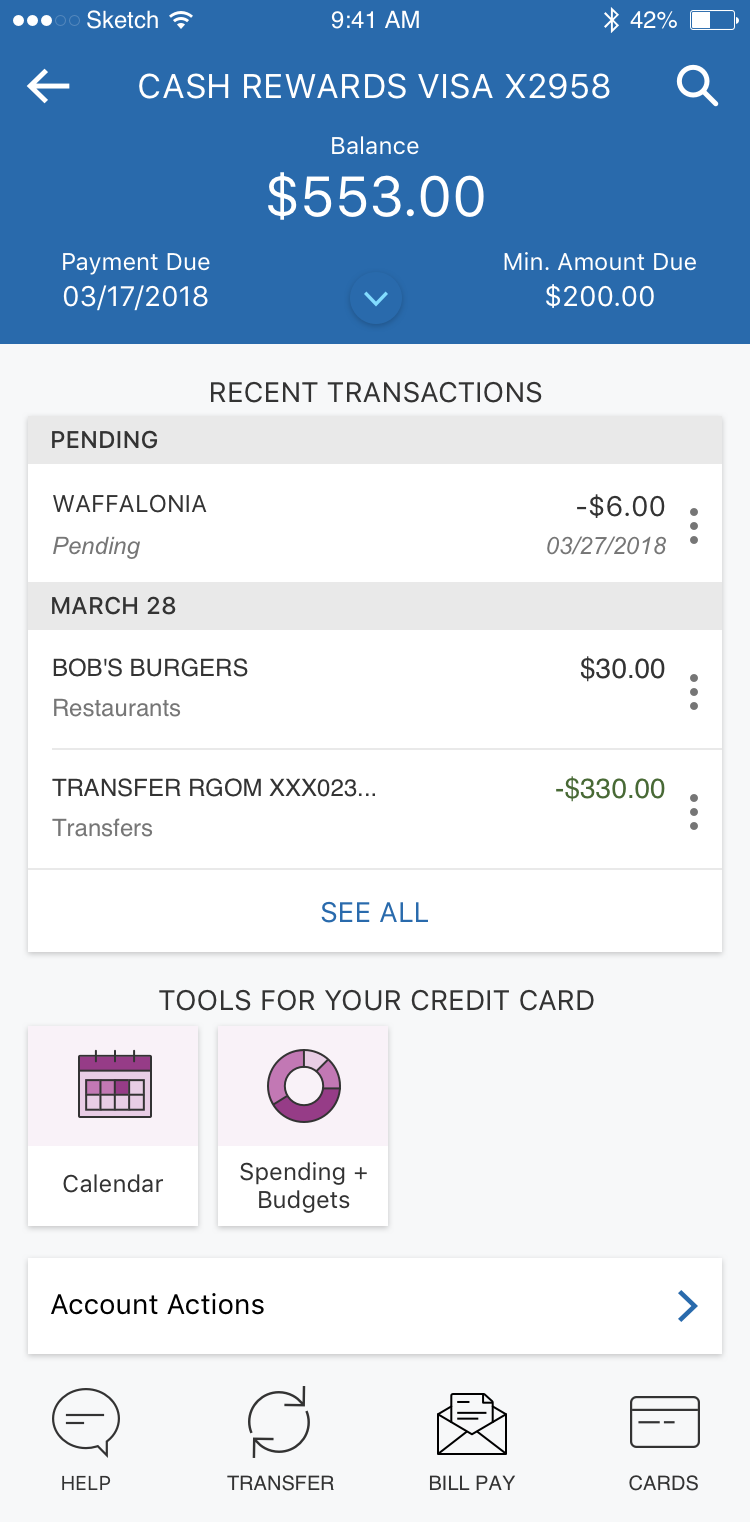 Sketch 9:41 AM 42%
CASH REWARDS VISA X2958
Balance
$553.00
Payment Due Min. Amount Due
03/17/2018 $200.00
RECENT TRANSACTIONS
PENDING
WAFFALONIA -$6.00
Pending 03/27/2018
MARCH 28
BOB'S BURGERS $30.00
Restaurants
TRANSFER RGOM XXX023... -$330.00
Transfers
SEE ALL
TOOLS FOR YOUR CREDIT CARD
Calendar
Spending +
Budgets
Account Actions
HELP TRANSFER BILL PAY CARDS